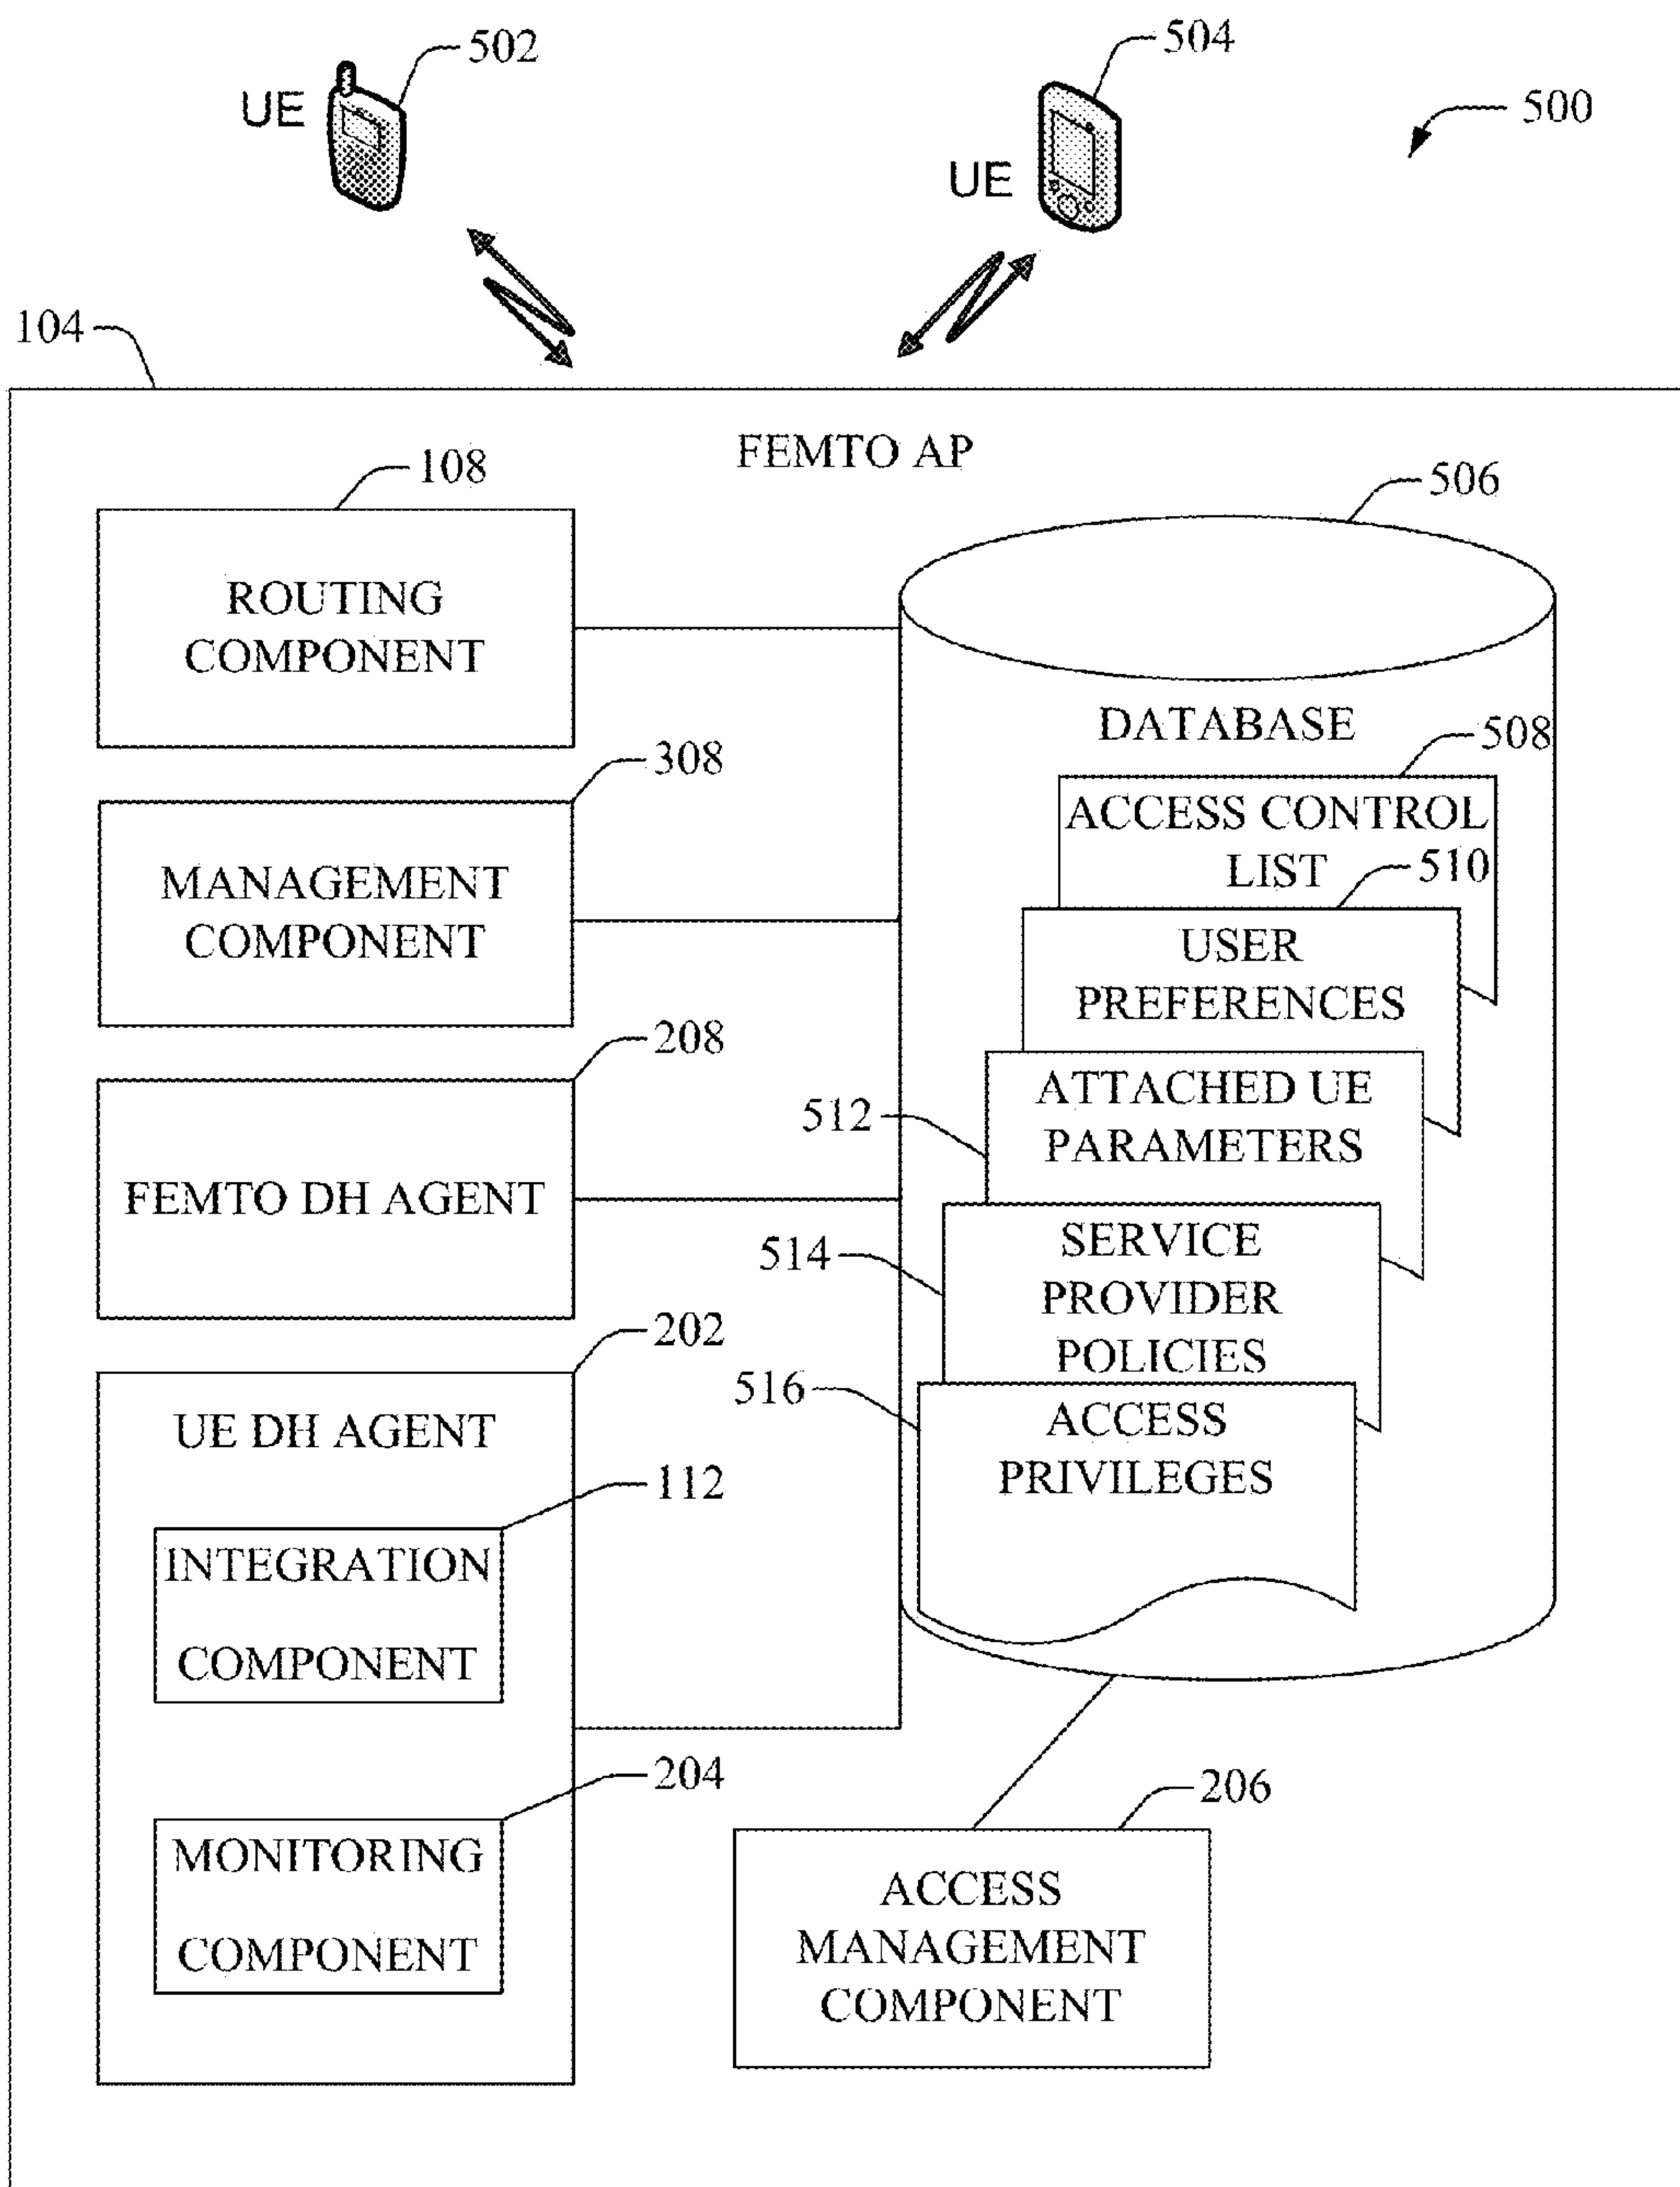 502
504
UE
500
UE
104
FEMTO AP
108
506
ROUTING
COMPONENT
DATABASE
308
508
ACCESS CONTROL
LIST
510
MANAGEMENT
COMPONENT
USER
PREFERENCES
208
ATTACHED UE
PARAMETERS
512
FEMTO DH AGENT
SERVICE
PROVIDER
POLICIES
514
202
516
ACCESS
PRIVILEGES
UE DH AGENT
112
INTEGRATION
COMPONENT
204
206
MONITORING
COMPONENT
ACCESS
MANAGEMENT
COMPONENT